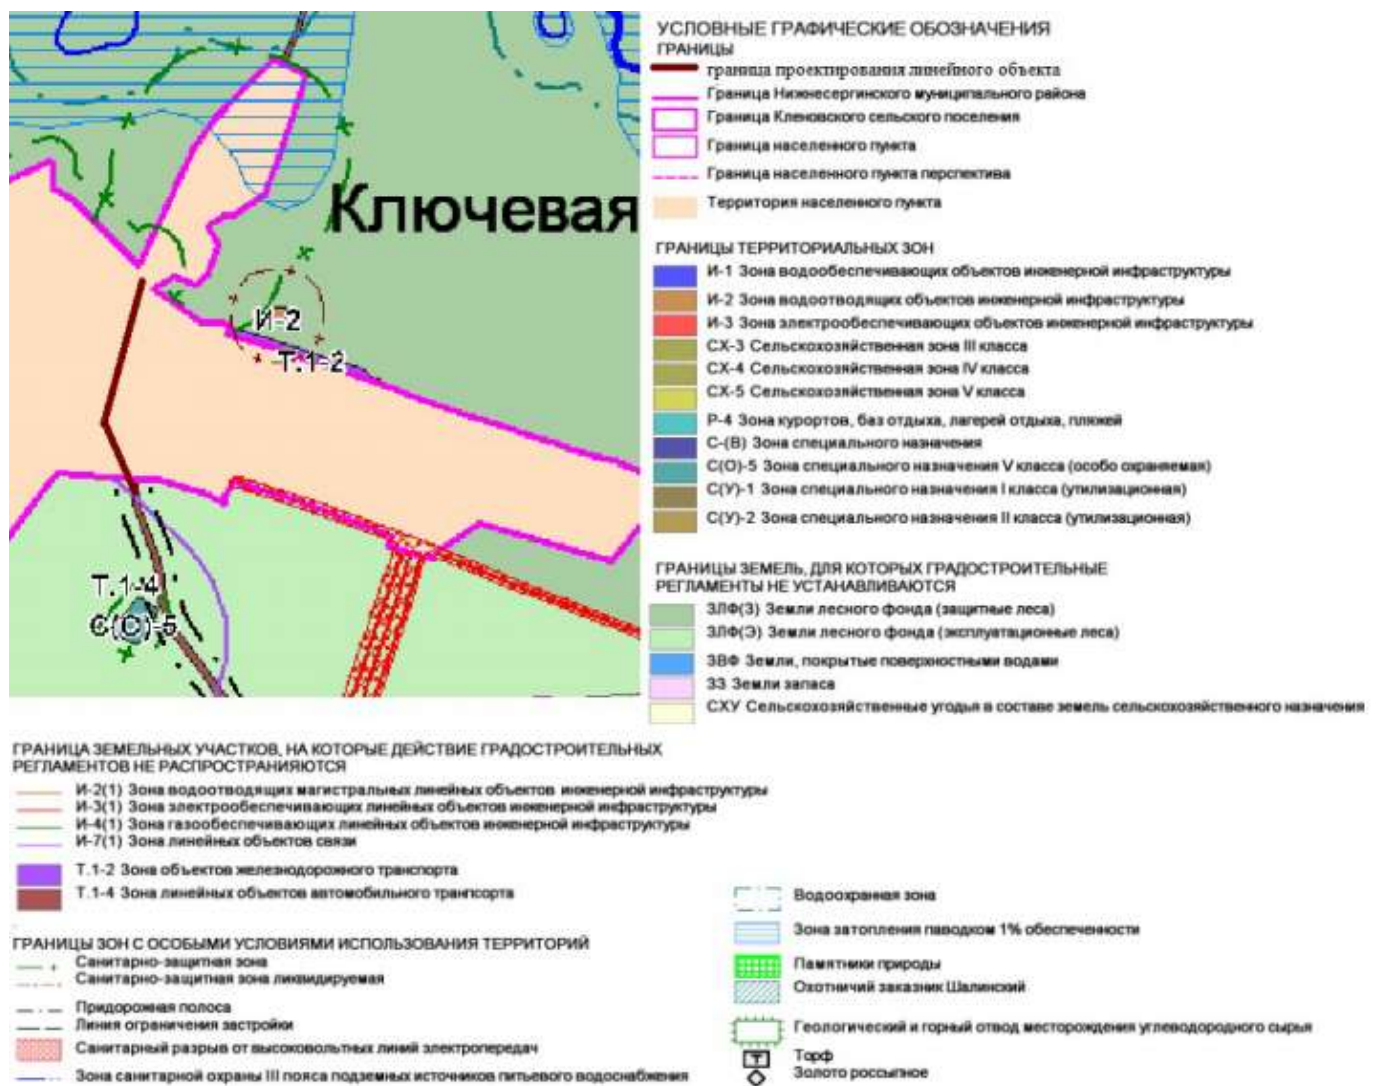 Ключевая
И-2
Т.1-2
Т.1-4
С(О)-5
УСЛОВНЫЕ ГРАФИЧЕСКИЕ ОБОЗНАЧЕНИЯ
ГРАНИЦЫ
граница проектирования линейного объекта
Граница Нижнесергинского муниципального района
Граница Кленовского сельского поселения
Граница населенного пункта
Граница населенного пункта перспектива
Территория населенного пункта
ГРАНИЦЫ ТЕРРИТОРИАЛЬНЫХ ЗОН
И-1 Зона водообеспечивающих объектов инженерной инфраструктуры
И-2 Зона водоотводящих объектов инженерной инфраструктуры
И-3 Зона электрообеспечивающих объектов инженерной инфраструктуры
СХ-3 Сельскохозяйственная зона III класса
СХ-4 Сельскохозяйственная зона IV класса
СХ-5 Сельскохозяйственная зона V класса
Р-4 Зона курортов, баз отдыха, лагерей отдыха, пляжей
С-(В) Зона специального назначения
С(О)-5 Зона специального назначения V класса (особо охраняемая)
С(У)-1 Зона специального назначения I класса (утилизационная)
С(У)-2 Зона специального назначения II класса (утилизационная)
ГРАНИЦЫ ЗЕМЕЛЬ, ДЛЯ КОТОРЫХ ГРАДОСТРОИТЕЛЬНЫЕ
РЕГЛАМЕНТЫ НЕ УСТАНАВЛИВАЮТСЯ
ЗЛФ(З) Земли лесного фонда (защитные леса)
ЗЛФ(Э) Земли лесного фонда (эксплуатационные леса)
ЗВФ Земли, покрытые поверхностными водами
ЗЗ Земли запаса
СХУ Сельскохозяйственные угодья в составе земель сельскохозяйственного назначения
ГРАНИЦА ЗЕМЕЛЬНЫХ УЧАСТКОВ, НА КОТОРЫЕ ДЕЙСТВИЕ ГРАДОСТРОИТЕЛЬНЫХ
РЕГЛАМЕНТОВ НЕ РАСПРОСТРАНИЯЮТСЯ
И-2(1) Зона водоотводящих магистральных линейных объектов инженерной инфраструктуры
И-3(1) Зона электрообеспечивающих линейных объектов инженерной инфраструктуры
И-4(1) Зона газообеспечивающих линейных объектов инженерной инфраструктуры
И-7(1) Зона линейных объектов связи
Т.1-2 Зона объектов железнодорожного транспорта
Т.1-4 Зона линейных объектов автомобильного транпсорта
ГРАНИЦЫ ЗОН С ОСОБЫМИ УСЛОВИЯМИ ИСПОЛЬЗОВАНИЯ ТЕРРИТОРИЙ
Санитарно-защитная зона
Санитарно-защитная зона ликвидируемая
Придорожная полоса
Линия ограничения застройки
Санитарный разрыв от высоковольтных линий электропередач
Зона санитарной охраны III пояса подземных источников питьевого водоснабжения
Водоохранная зона
Зона затопления паводком 1% обеспеченности
Памятники природы
Охотничий заказник Шалинский
Геологический и горный отвод месторождения углеводородного сырья
Т Торф
Золото россыпное